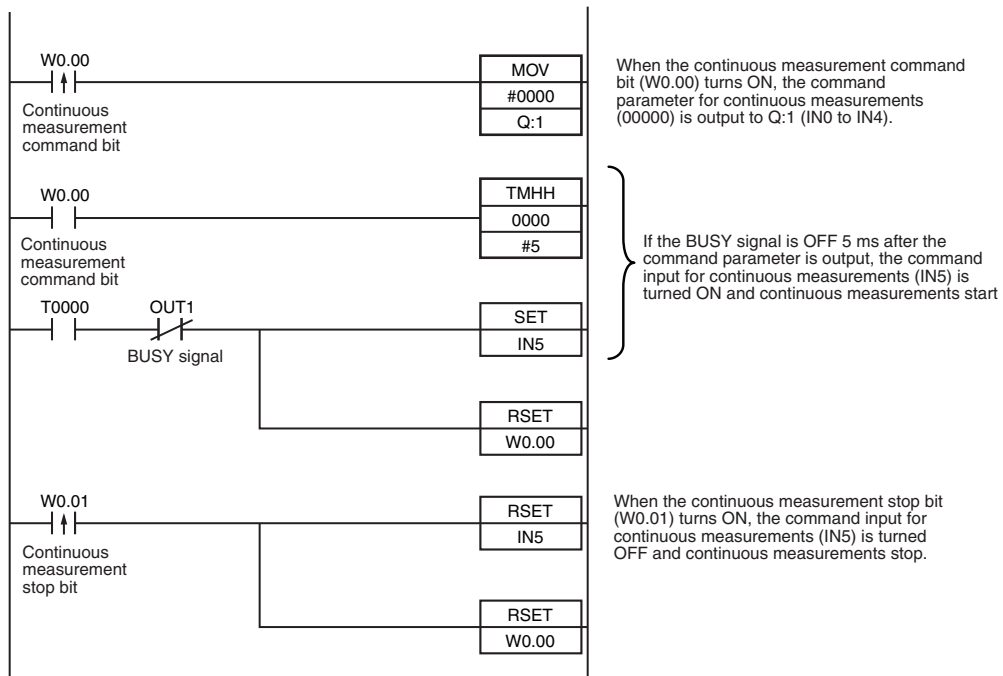 W0.00
Continuous
measurement
command bit
MOV
#0000
Q:1
When the continuous measurement command
bit (W0.00) turns ON, the command
parameter for continuous measurements
(00000) is output to Q:1 (IN0 to IN4).
W0.00
Continuous
measurement
command bit
TMHH
0000
#5
T0000
OUT1
BUSY signal
SET
IN5
If the BUSY signal is OFF 5 ms after the
command parameter is output, the command
input for continuous measurements (IN5) is
turned ON and continuous measurements start
RSET
W0.00
W0.01
Continuous
measurement
stop bit
RSET
IN5
When the continuous measurement stop bit
(W0.01) turns ON, the command input for
continuous measurements (IN5) is turned
OFF and continuous measurements stop.
RSET
W0.00